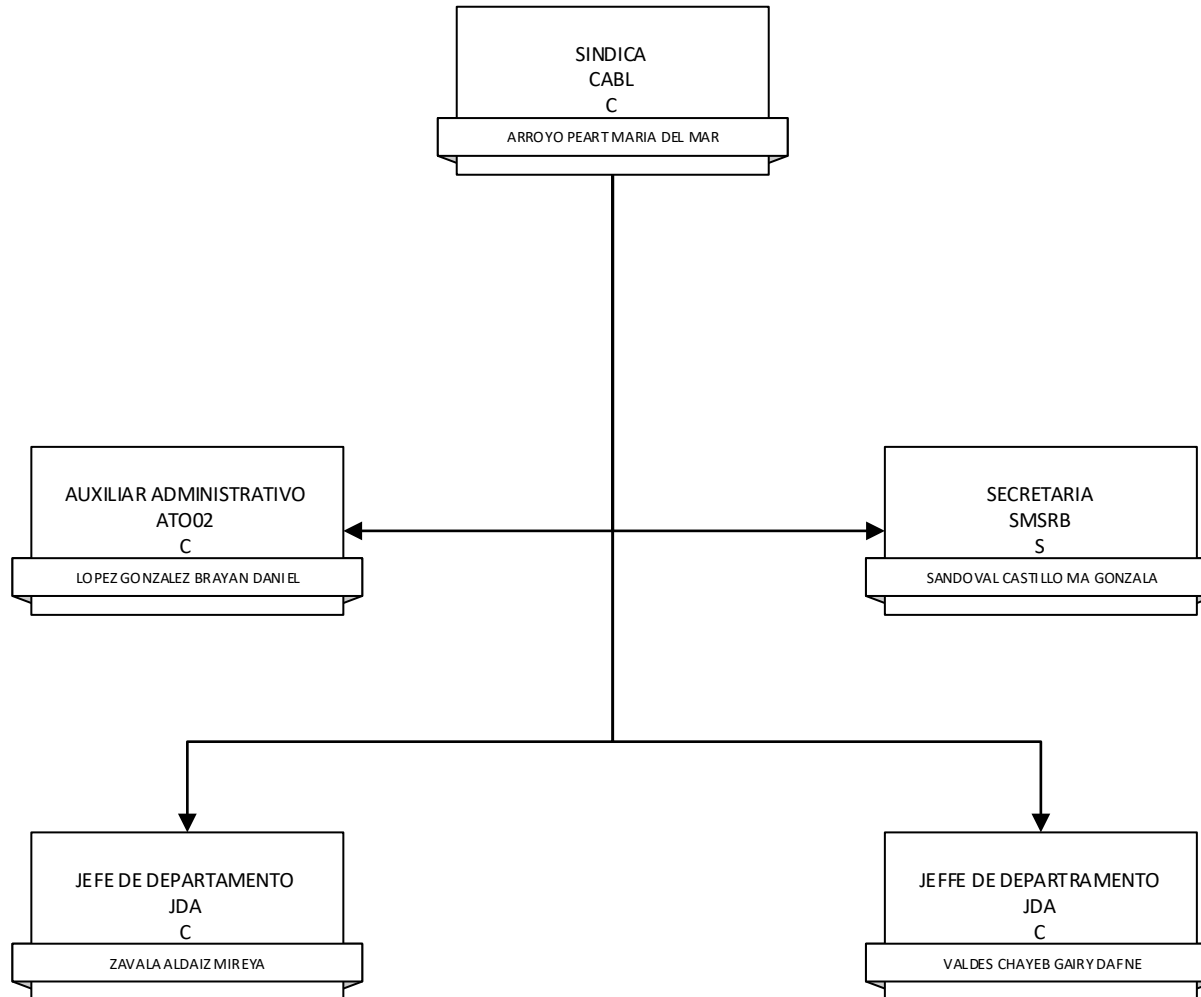 SINDICA
CABL
C
ARROYO PEART MARIA DEL MAR
AUXILIAR ADMINISTRATIVO
ATO02
C
LOPEZ GONZALEZ BRAYAN DANIEL
SECRETARIA
SMSRB
S
SANDOVAL CASTILLO MA GONZALA
JEFE DE DEPARTAMENTO
JDA
C
ZAVALA ALDAIZ MIREYA
JEFFE DE DEPARTRAMENTO
JDA
C
VALDES CHAYEB GAIRY DAFNE